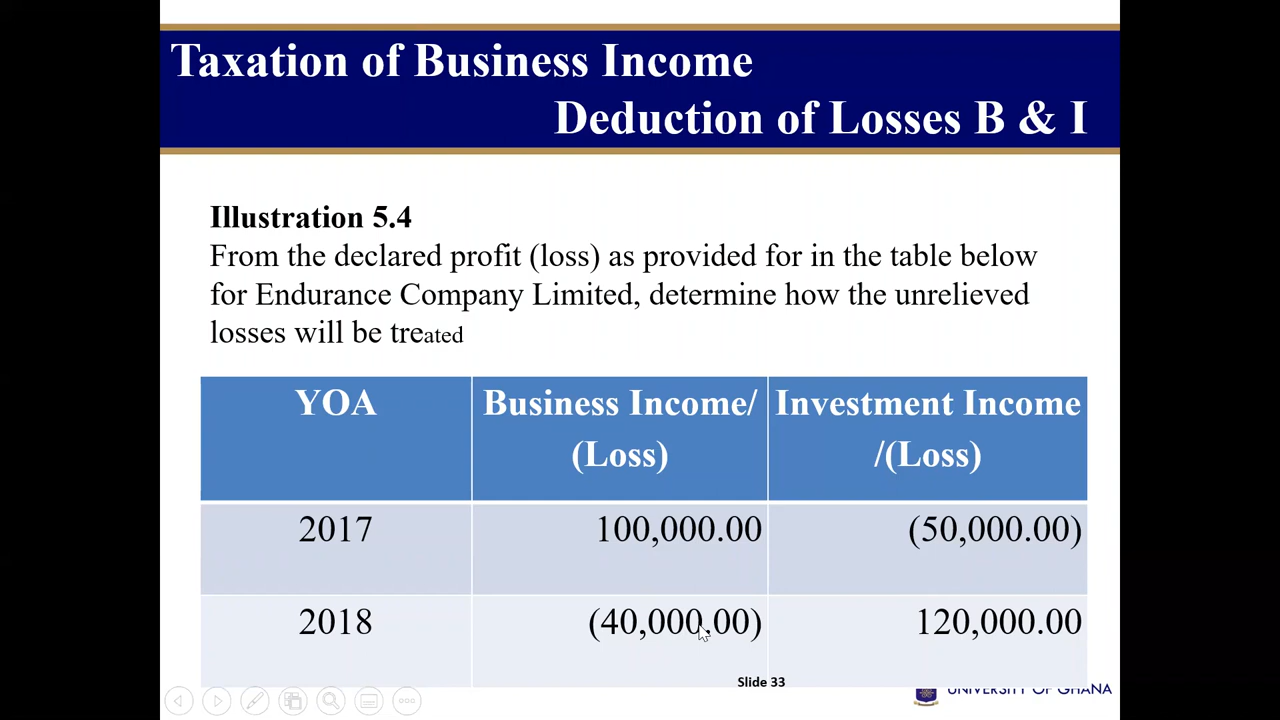 Taxation of Business Income
Deduction of Losses B & I
Illustration 5.4
From the declared profit (loss) as provided for in the table below
for Endurance Company Limited, determine how the unrelieved
losses will be treated
YOA
Business Income/
(Loss)
Investment Income
/(Loss)
2017
100,000.00
(50,000.00)
2018
(40,000.00)
120,000.00
Slide 33
UNIVERSITY OF GHANA